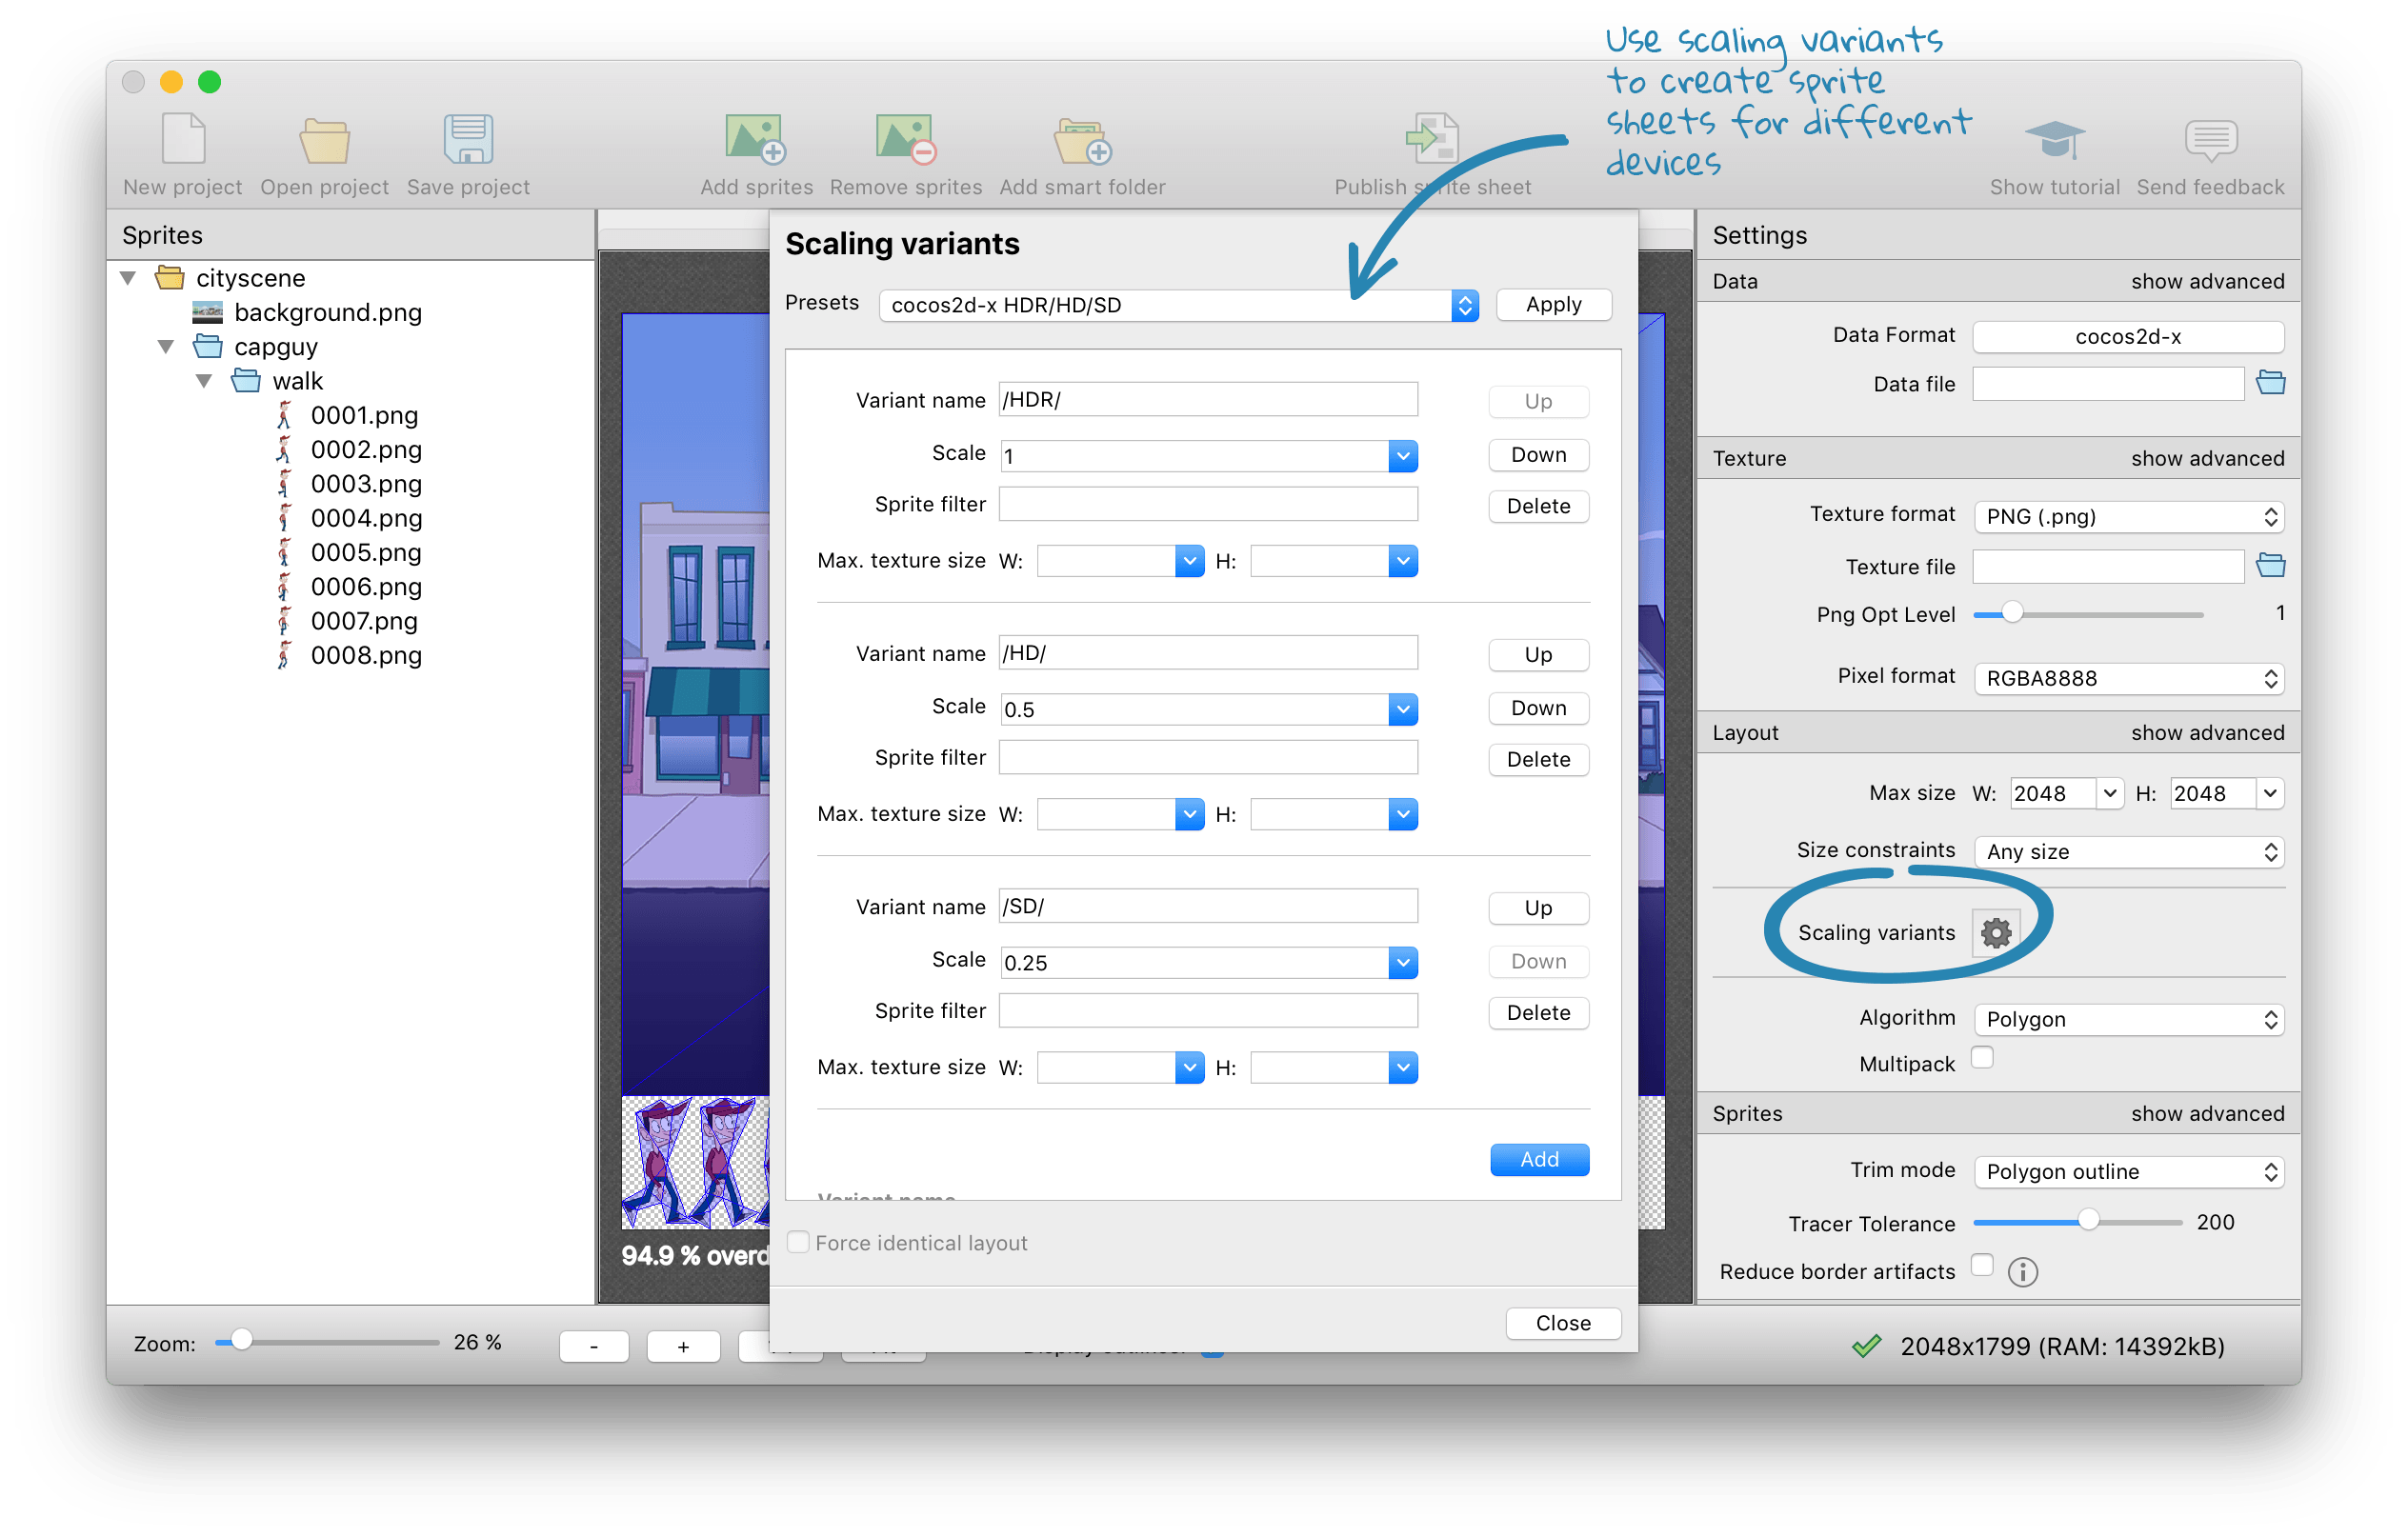 Use scaling variants
to create sprite
sheets for different
devices
New project
Open project
Save project
Add sprites
Remove sprites
Add smart folder
Publish sprite sheet
Show tutorial
Send feedback
Sprites
cityscene
background.png
capguy
walk
0001.png
0002.png
0003.png
0004.png
0005.png
0006.png
0007.png
0008.png
Scaling variants
Presets cocos2d-x HDR/HD/SD Apply
Variant name /HDR/ Up
Scale 1 Down
Sprite filter Delete
Max. texture size W: H:
Variant name /HD/ Up
Scale 0.5 Down
Sprite filter Delete
Max. texture size W: H:
Variant name /SD/ Up
Scale 0.25 Down
Sprite filter Delete
Max. texture size W: H:
Add
Variant name
Force identical layout
Close
94.9 % overd
Settings
Data show advanced
Data Format cocos2d-x
Data file
Texture show advanced
Texture format PNG (.png)
Texture file
Png Opt Level 1
Pixel format RGBA8888
Layout show advanced
Max size W: 2048 H: 2048
Size constraints Any size
Scaling variants
Algorithm Polygon
Multipack
Sprites show advanced
Trim mode Polygon outline
Tracer Tolerance 200
Reduce border artifacts
Zoom: 26 % - +
2048x1799 (RAM: 14392kB)